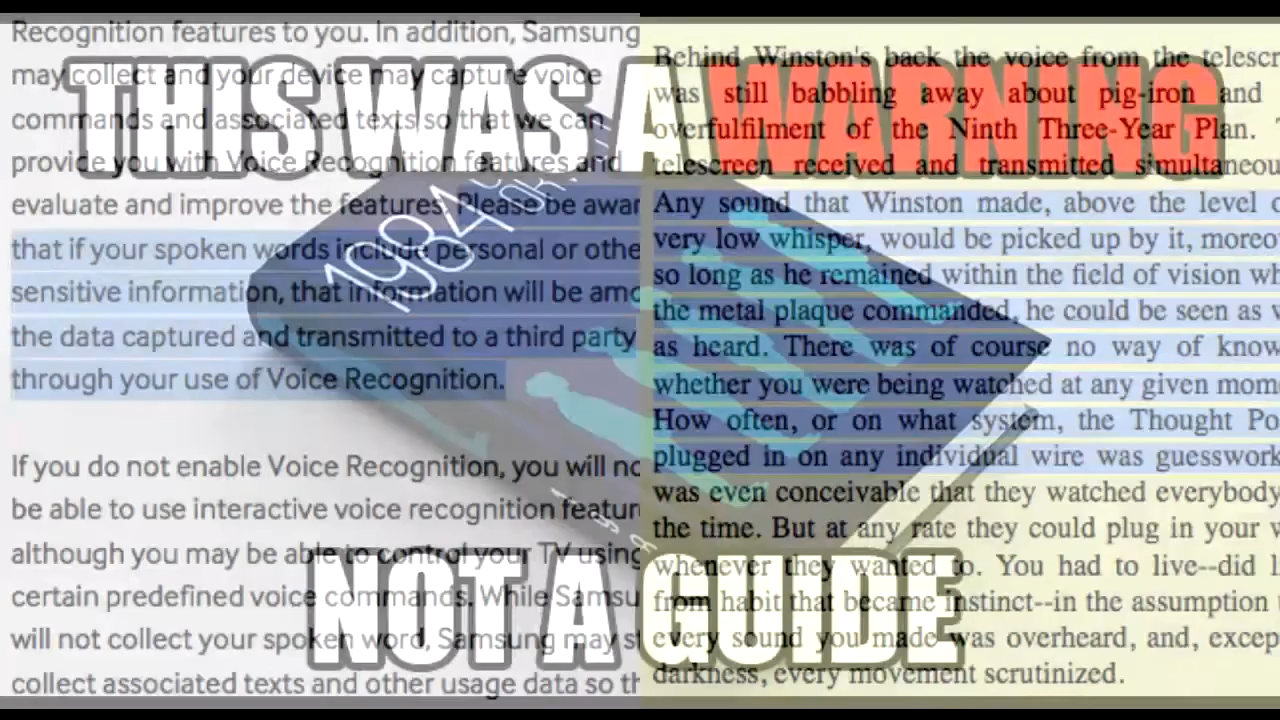 Recognition features to you. In addition, Samsung
may collect and your device may capture voice
commands and associated texts so that we can
provide you with Voice Recognition features and
evaluate and improve the features. Please be awar
that if your spoken words include personal or othe
sensitive information, that information will be amo
the data captured and transmitted to a third party
through your use of Voice Recognition.
If you do not enable Voice Recognition, you will no
be able to use interactive voice recognition featur
although you may be able to control your TV using
certain predefined voice commands. While Samsu
will not collect your spoken word, Samsung may st
collect associated texts and other usage data so th
Behind Winston's back the voice from the telescr
was still babbling away about pig-iron and
overfulfilment of the Ninth Three-Year Plan. T
telescreen received and transmitted simultaneou
Any sound that Winston made, above the level o
very low whisper, would be picked up by it, moreo
so long as he remained within the field of vision wh
the metal plaque commanded, he could be seen as w
as heard. There was of course no way of know
whether you were being watched at any given mom
How often, or on what system, the Thought Po
plugged in on any individual wire was guesswork
was even conceivable that they watched everybody
the time. But at any rate they could plug in your w
whenever they wanted to. You had to live--did li
from habit that became instinct--in the assumption t
every sound you made was overheard, and, excep
darkness, every movement scrutinized.
THIS WAS A WARNING
1984
NOT A GUIDE